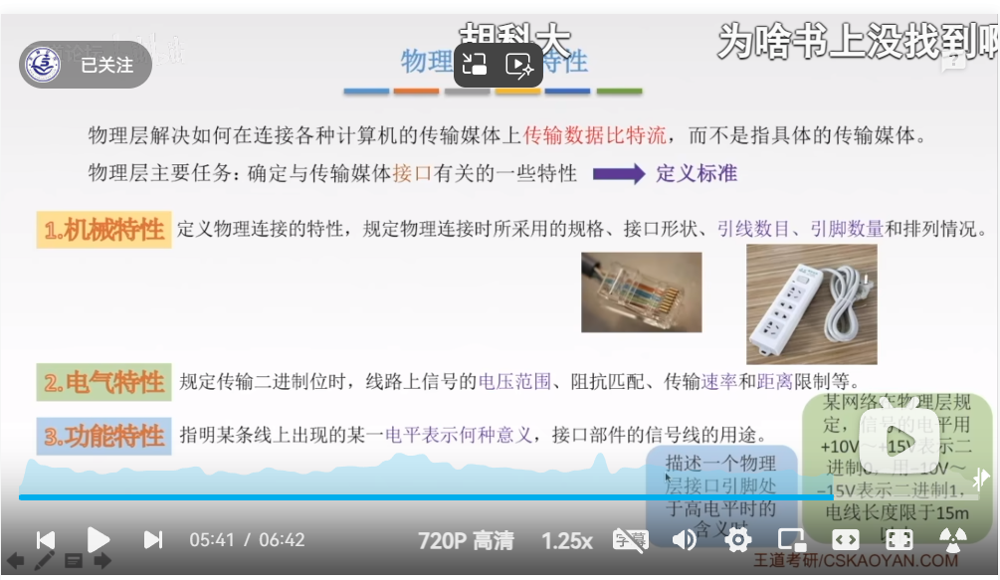 胡科大
为啥书上没找到啊
已关注
物理 特性
物理层解决如何在连接各种计算机的传输媒体上传输数据比特流，而不是指具体的传输媒体。
物理层主要任务：确定与传输媒体接口有关的一些特性
定义标准
1.机械特性 定义物理连接的特性，规定物理连接时所采用的规格、接口形状、引线数目、引脚数量和排列情况。
2.电气特性 规定传输二进制位时，线路上信号的电压范围、阻抗匹配、传输速率和距离限制等。
3.功能特性 指明某条线上出现的某一电平表示何种意义，接口部件的信号线的用途。
某网络在物理层规
定，信号的电平用
+10V～+15V表示二
进制0，用-10V～
-15V表示二进制1，
电线长度限于15m
描述一个物理
层接口引脚处
于高电平时的
含义时
05:41 / 06:42
720P 高清
1.25x
字幕
王道考研/CSKAOYAN.COM